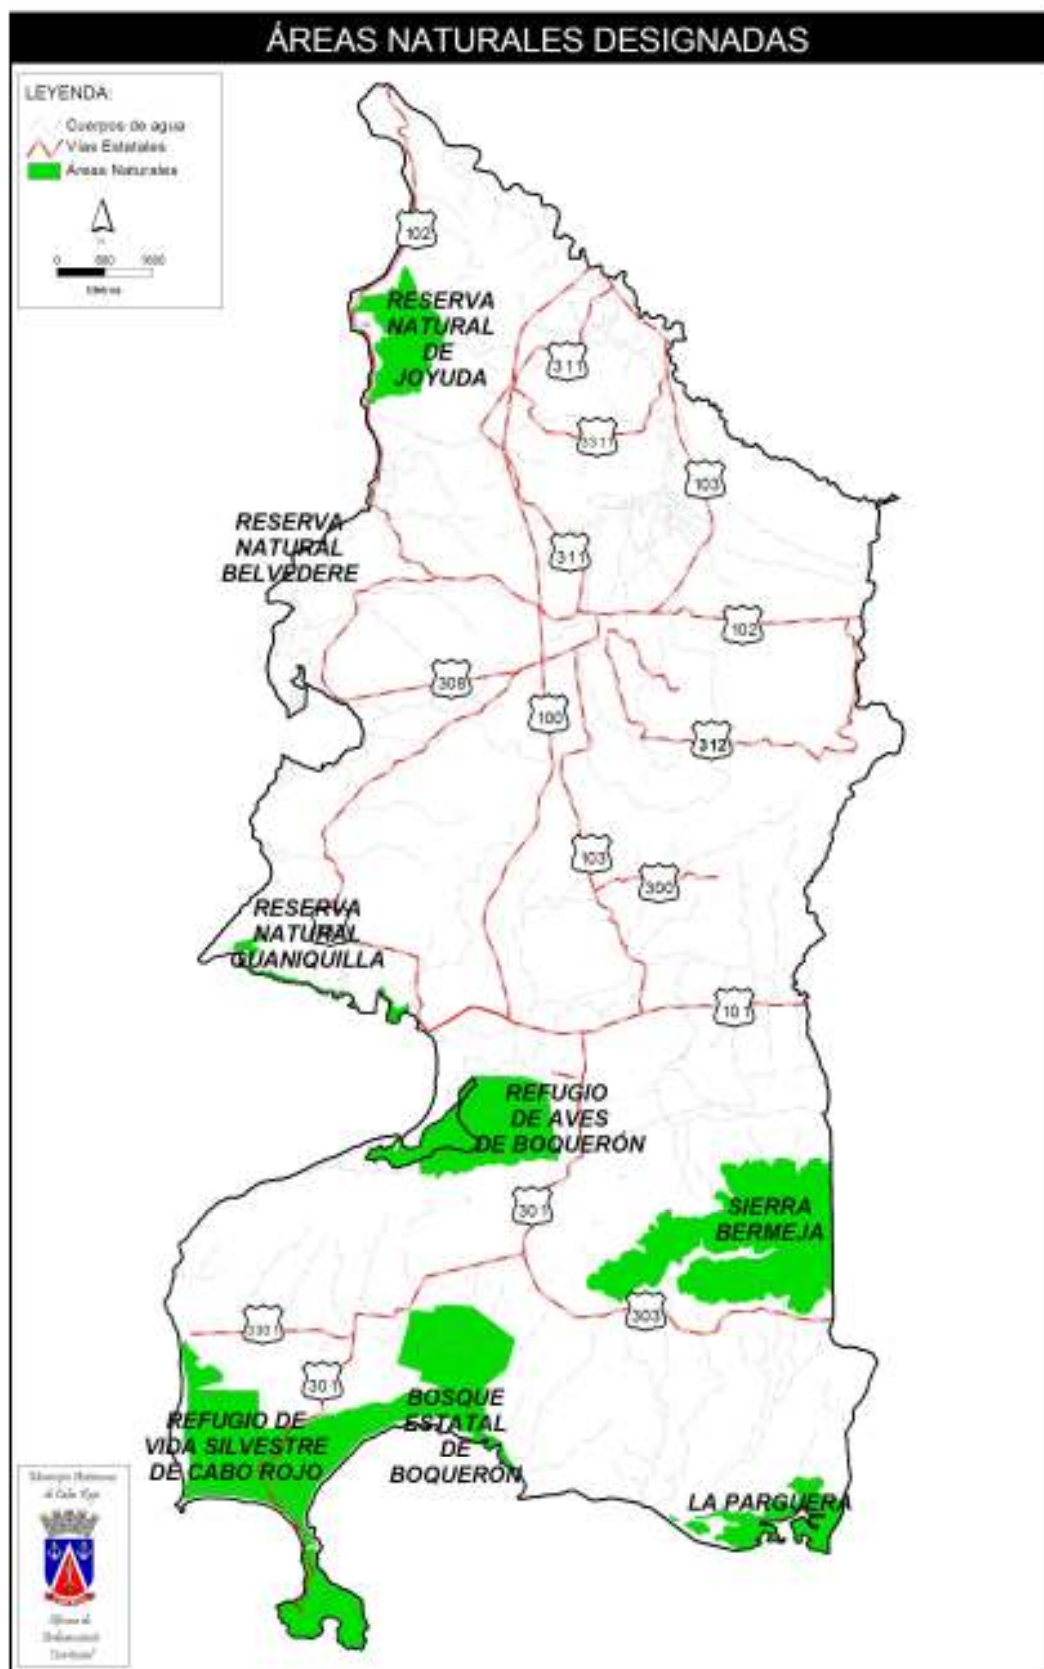 ÁREAS NATURALES DESIGNADAS
LEYENDA:
Cuerpos de agua
Vías Estatales
Áreas Naturales
0
Metros
102
RESERVA
NATURAL
DE
JOYUDA
311
3311
103
RESERVA
NATURAL
BELVEDERE
311
102
308
100
312
103
300
RESERVA
NATURAL
GUANIQUILLA
101
REFUGIO
DE AVES
DE BOQUERÓN
301
SIERRA
BERMEJA
303
3301
301
BOSQUE
ESTATAL
DE
BOQUERÓN
REFUGIO DE
VIDA SILVESTRE
DE CABO ROJO
LA PARGUERA